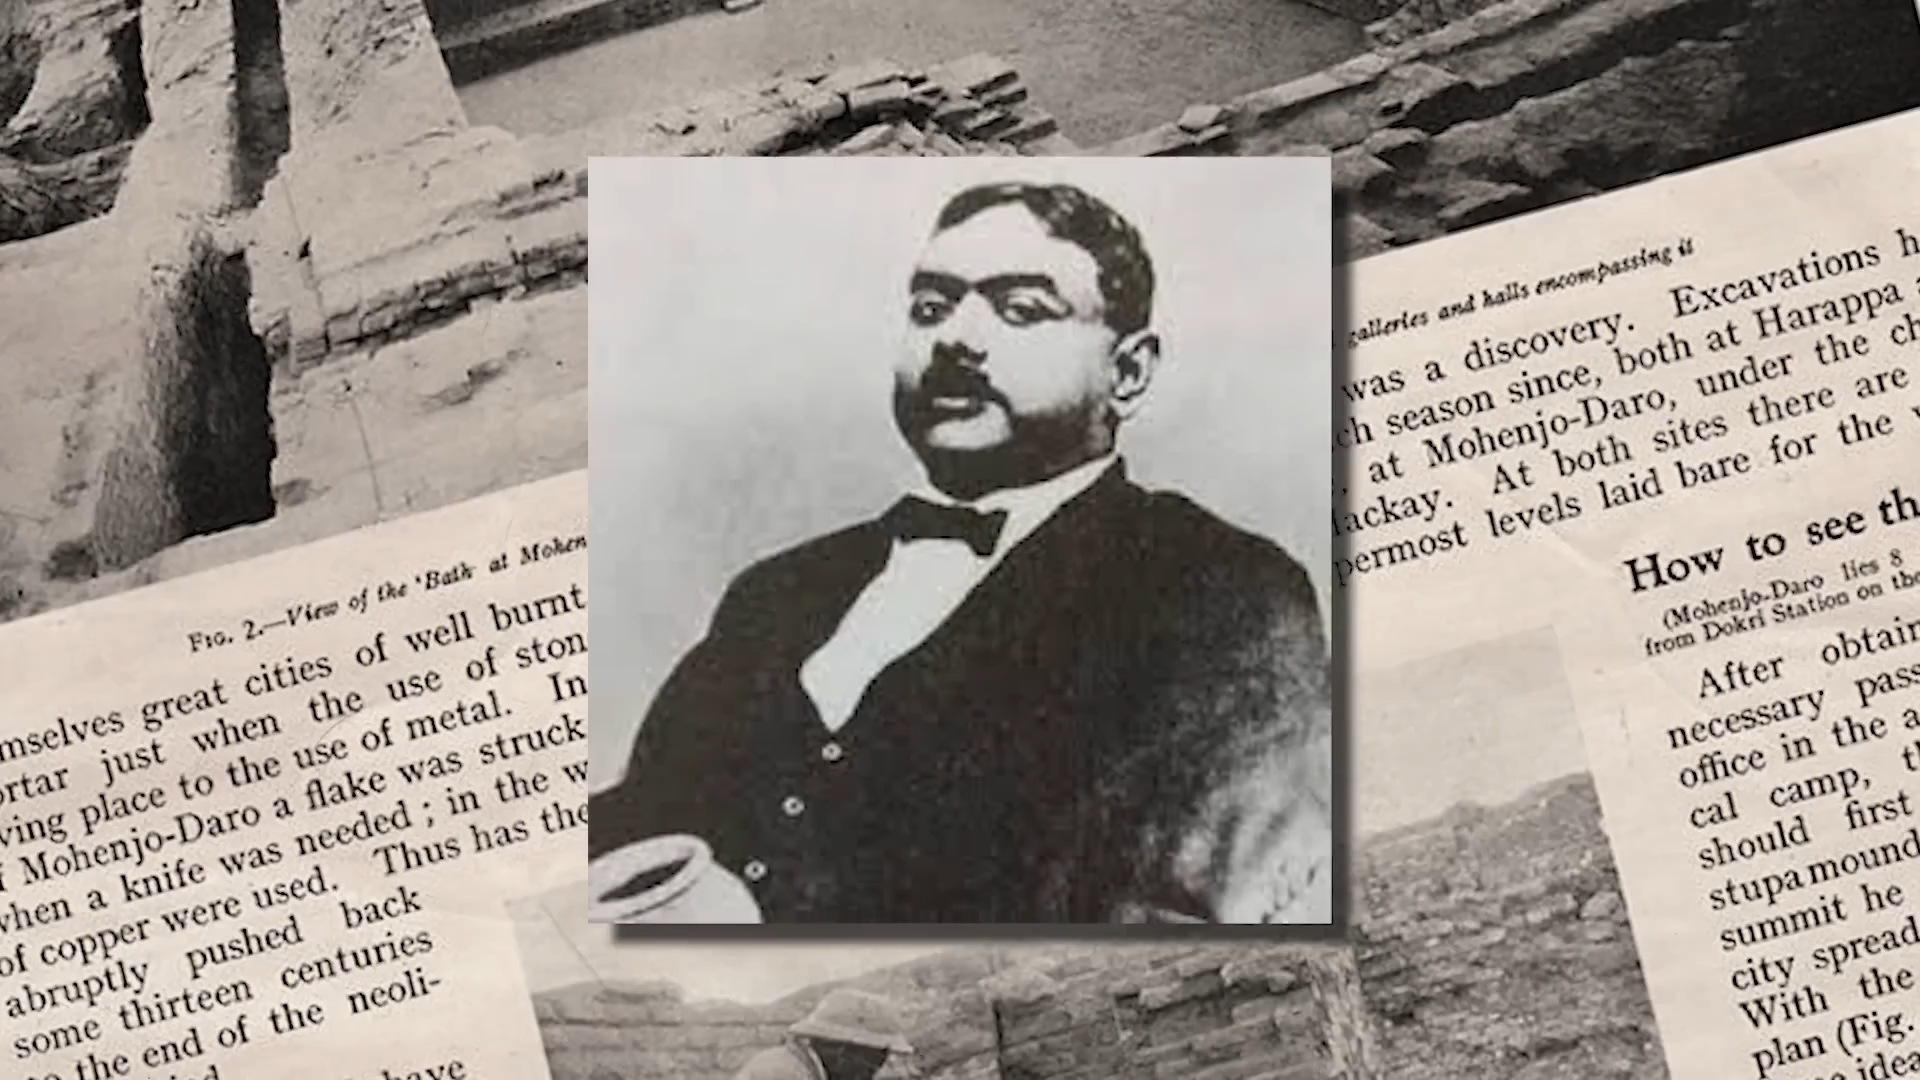 FIG. 2.—View of the 'Bath' at Mohen
mselves great cities of well burnt
ortar just when the use of ston
ving place to the use of metal. In
f Mohenjo-Daro a flake was struck
when a knife was needed ; in the w
of copper were used. Thus has the
abruptly pushed back
some thirteen centuries
to the end of the neoli-
have
galleries and halls encompassing it
was a discovery. Excavations h
ch season since, both at Harappa a
, at Mohenjo-Daro, under the ch
Mackay. At both sites there are
permost levels laid bare for the
How to see th
(Mohenjo-Daro lies 8
from Dokri Station on the
After obtain
necessary pass
office in the a
cal camp, th
should first
stupa mound
summit he
city spread
With the
plan (Fig.
idea